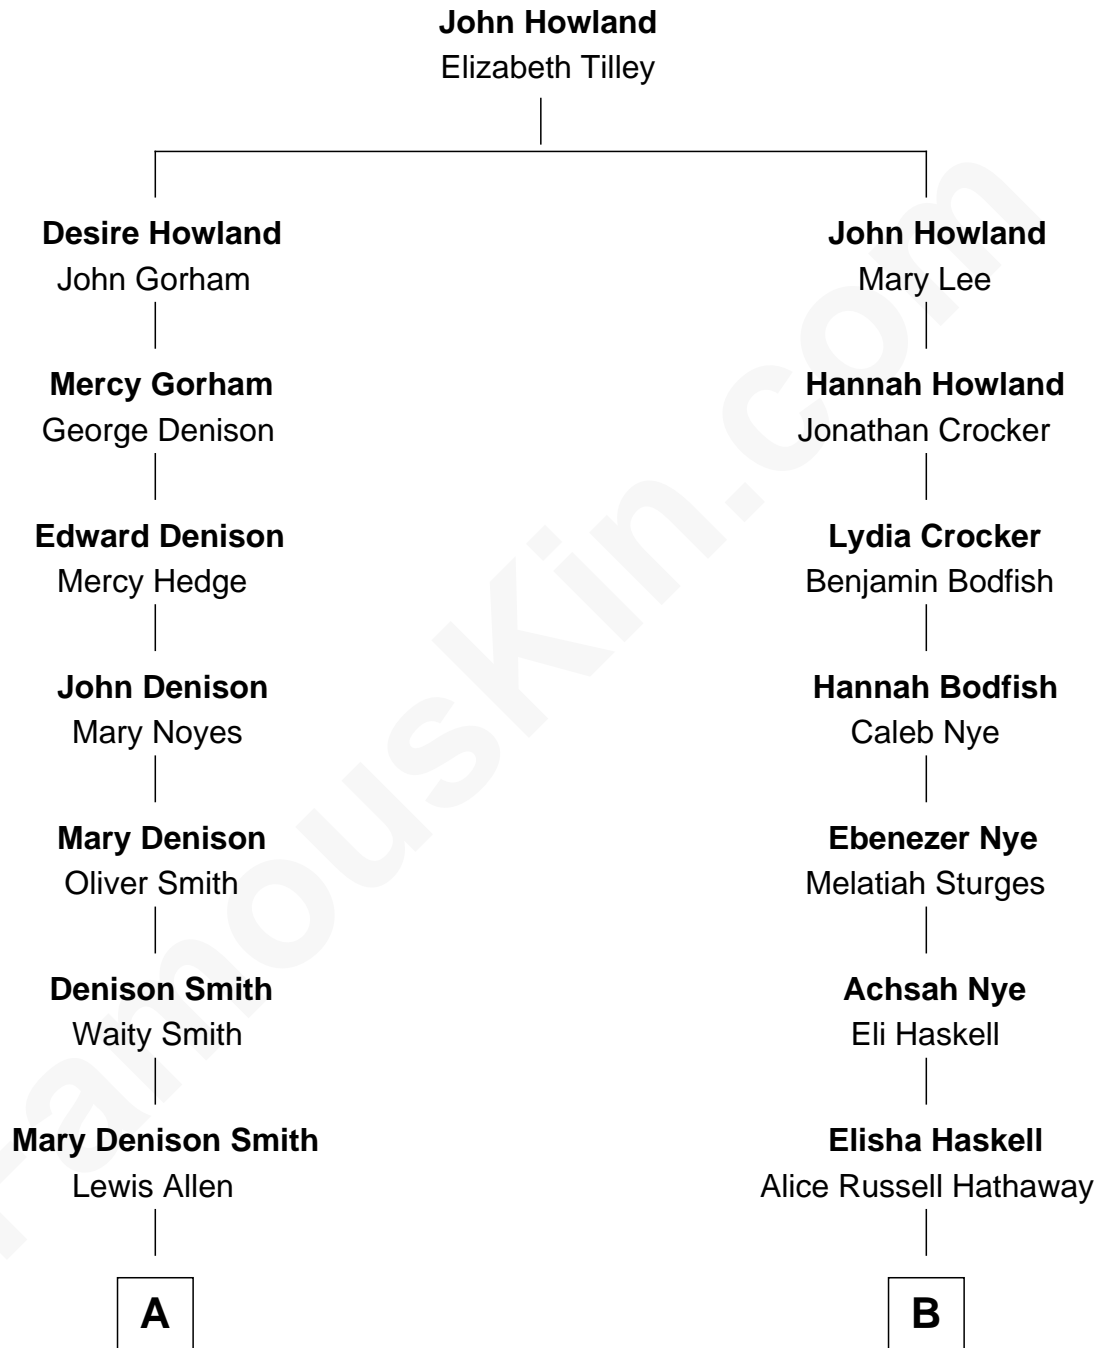 John Howland
Elizabeth Tilley
Desire Howland
John Gorham
John Howland
Mary Lee
Mercy Gorham
George Denison
Hannah Howland
Jonathan Crocker
Edward Denison
Mercy Hedge
Lydia Crocker
Benjamin Bodfish
John Denison
Mary Noyes
Hannah Bodfish
Caleb Nye
Mary Denison
Oliver Smith
Ebenezer Nye
Melatiah Sturges
Denison Smith
Waity Smith
Achsah Nye
Eli Haskell
Mary Denison Smith
Lewis Allen
Elisha Haskell
Alice Russell Hathaway
A
B
FamousKin.com